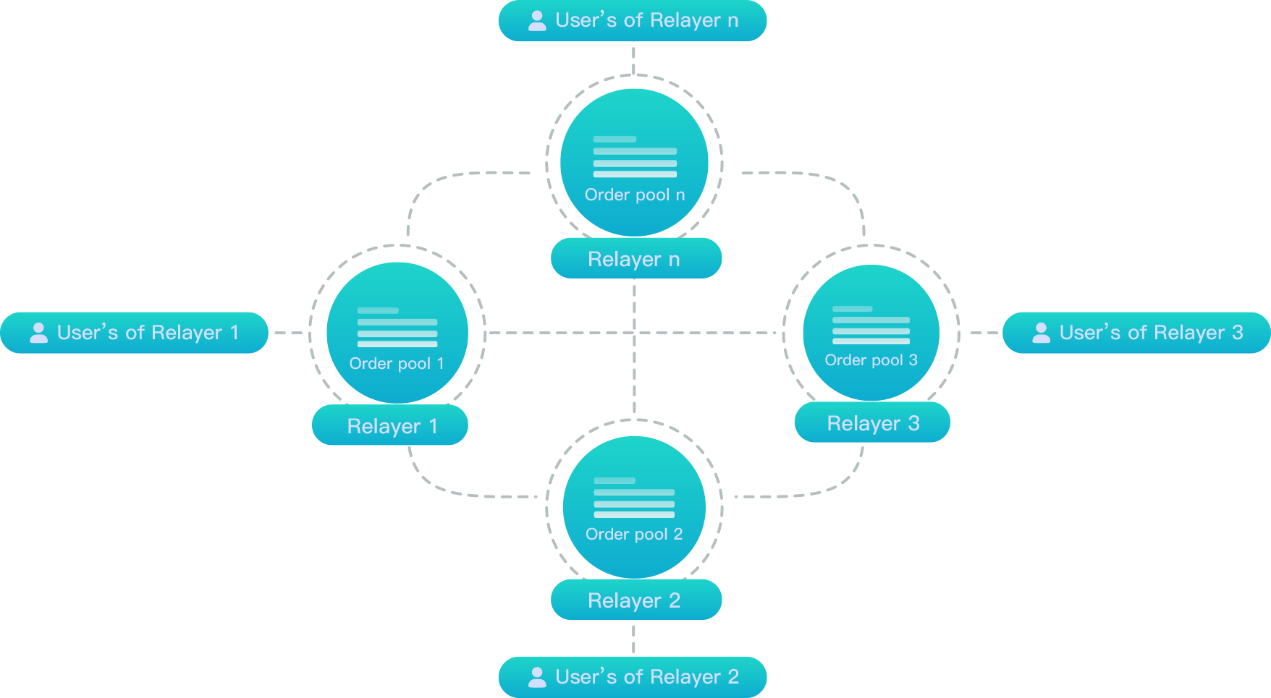 User’s of Relayer n
Order pool n
Relayer n
User’s of Relayer 1
Order pool 1
Relayer 1
Order pool 3
Relayer 3
User’s of Relayer 3
Order pool 2
Relayer 2
User’s of Relayer 2